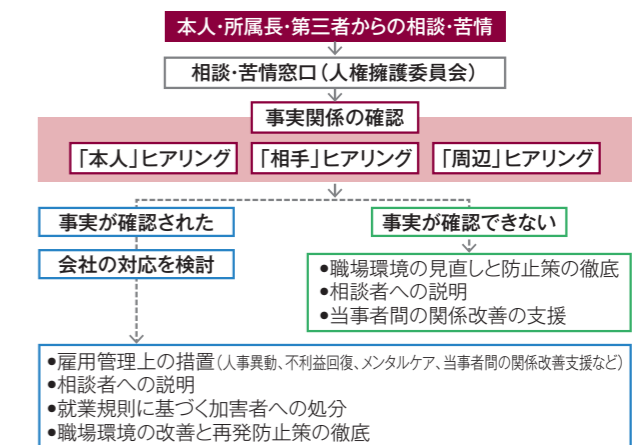 本人・所属長・第三者からの相談・苦情
相談・苦情窓口（人権擁護委員会）
事実関係の確認
「本人」ヒアリング
「相手」ヒアリング
「周辺」ヒアリング
事実が確認された
会社の対応を検討
事実が確認できない
●職場環境の見直しと防止策の徹底
●相談者への説明
●当事者間の関係改善の支援
●雇用管理上の措置（人事異動、不利益回復、メンタルケア、当事者間の関係改善支援など）
●相談者への説明
●就業規則に基づく加害者への処分
●職場環境の改善と再発防止策の徹底